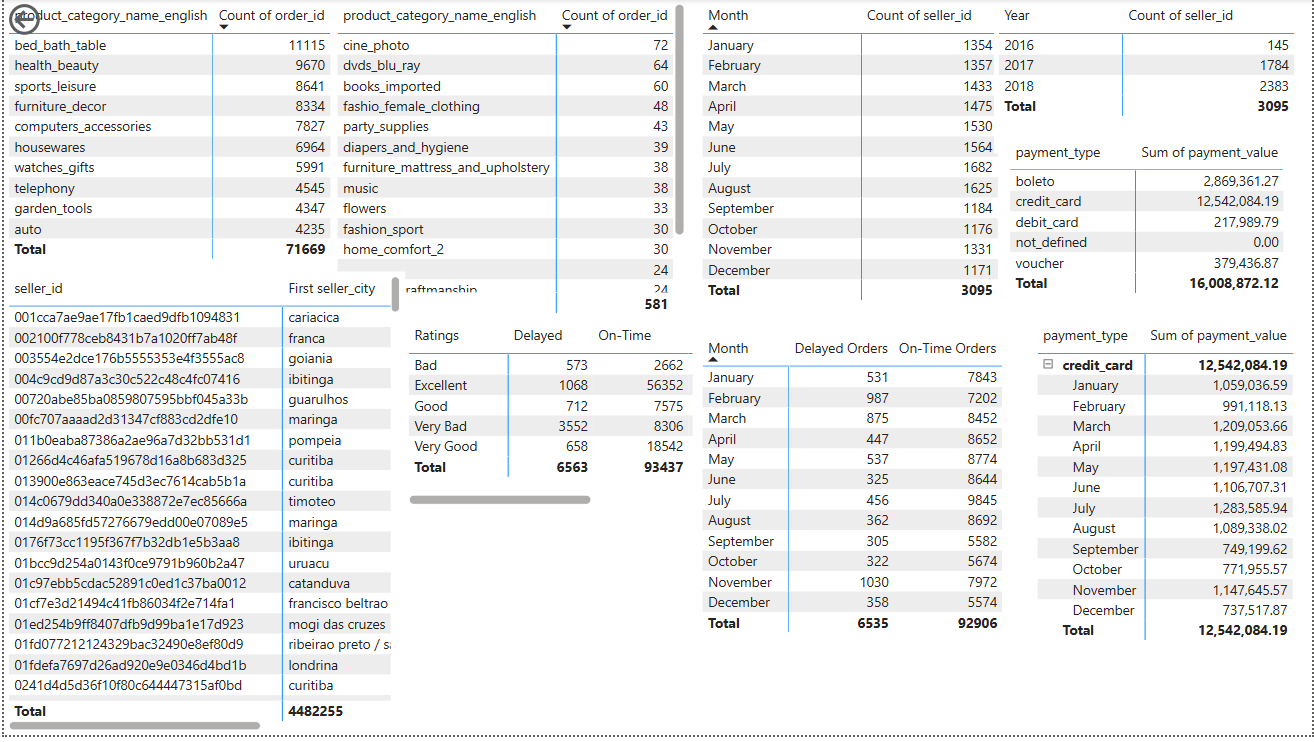 product_category_name_english Count of order_id
bed_bath_table 11115
health_beauty 9670
sports_leisure 8641
furniture_decor 8334
computers_accessories 7827
housewares 6964
watches_gifts 5991
telephony 4545
garden_tools 4347
auto 4235
Total 71669
product_category_name_english Count of order_id
cine_photo 72
dvds_blu_ray 64
books_imported 60
fashio_female_clothing 48
party_supplies 43
diapers_and_hygiene 39
furniture_mattress_and_upholstery 38
music 38
flowers 33
fashion_sport 30
home_comfort_2 30
24
raftmanship 24
581
Month Count of seller_id
January 1354
February 1357
March 1433
April 1475
May 1530
June 1564
July 1682
August 1625
September 1184
October 1176
November 1331
December 1171
Total 3095
Year Count of seller_id
2016 145
2017 1784
2018 2383
Total 3095
payment_type Sum of payment_value
boleto 2,869,361.27
credit_card 12,542,084.19
debit_card 217,989.79
not_defined 0.00
voucher 379,436.87
Total 16,008,872.12
seller_id First seller_city
001cca7ae9ae17fb1caed9dfb1094831 cariacica
002100f778ceb8431b7a1020ff7ab48f franca
003554e2dce176b5555353e4f3555ac8 goiania
004c9cd9d87a3c30c522c48c4fc07416 ibitinga
00720abe85ba0859807595bbf045a33b guarulhos
00fc707aaaad2d31347cf883cd2dfe10 maringa
011b0eaba87386a2ae96a7d32bb531d1 pompeia
01266d4c46afa519678d16a8b683d325 curitiba
013900e863eace745d3ec7614cab5b1a curitiba
014c0679dd340a0e338872e7ec85666a timoteo
014d9a685fd57276679edd00e07089e5 maringa
0176f73cc1195f367f7b32db1e5b3aa8 ibitinga
01bcc9d254a0143f0ce9791b960b2a47 uruacu
01c97ebb5cdac52891c0ed1c37ba0012 catanduva
01cf7e3d21494c41fb86034f2e714fa1 francisco beltrao
01ed254b9ff8407dfb9d99ba1e17d923 mogi das cruzes
01fd077212124329bac32490e8ef80d9 ribeirao preto / sa
01fdefa7697d26ad920e9e0346d4bd1b londrina
0241d4d5d36f10f80c644447315af0bd curitiba
Total 4482255
Ratings Delayed On-Time
Bad 573 2662
Excellent 1068 56352
Good 712 7575
Very Bad 3552 8306
Very Good 658 18542
Total 6563 93437
Month Delayed Orders On-Time Orders
January 531 7843
February 987 7202
March 875 8452
April 447 8652
May 537 8774
June 325 8644
July 456 9845
August 362 8692
September 305 5582
October 322 5674
November 1030 7972
December 358 5574
Total 6535 92906
payment_type Sum of payment_value
credit_card 12,542,084.19
January 1,059,036.59
February 991,118.13
March 1,209,053.66
April 1,199,494.83
May 1,197,431.08
June 1,106,707.31
July 1,283,585.94
August 1,089,338.02
September 749,199.62
October 771,955.57
November 1,147,645.57
December 737,517.87
Total 12,542,084.19